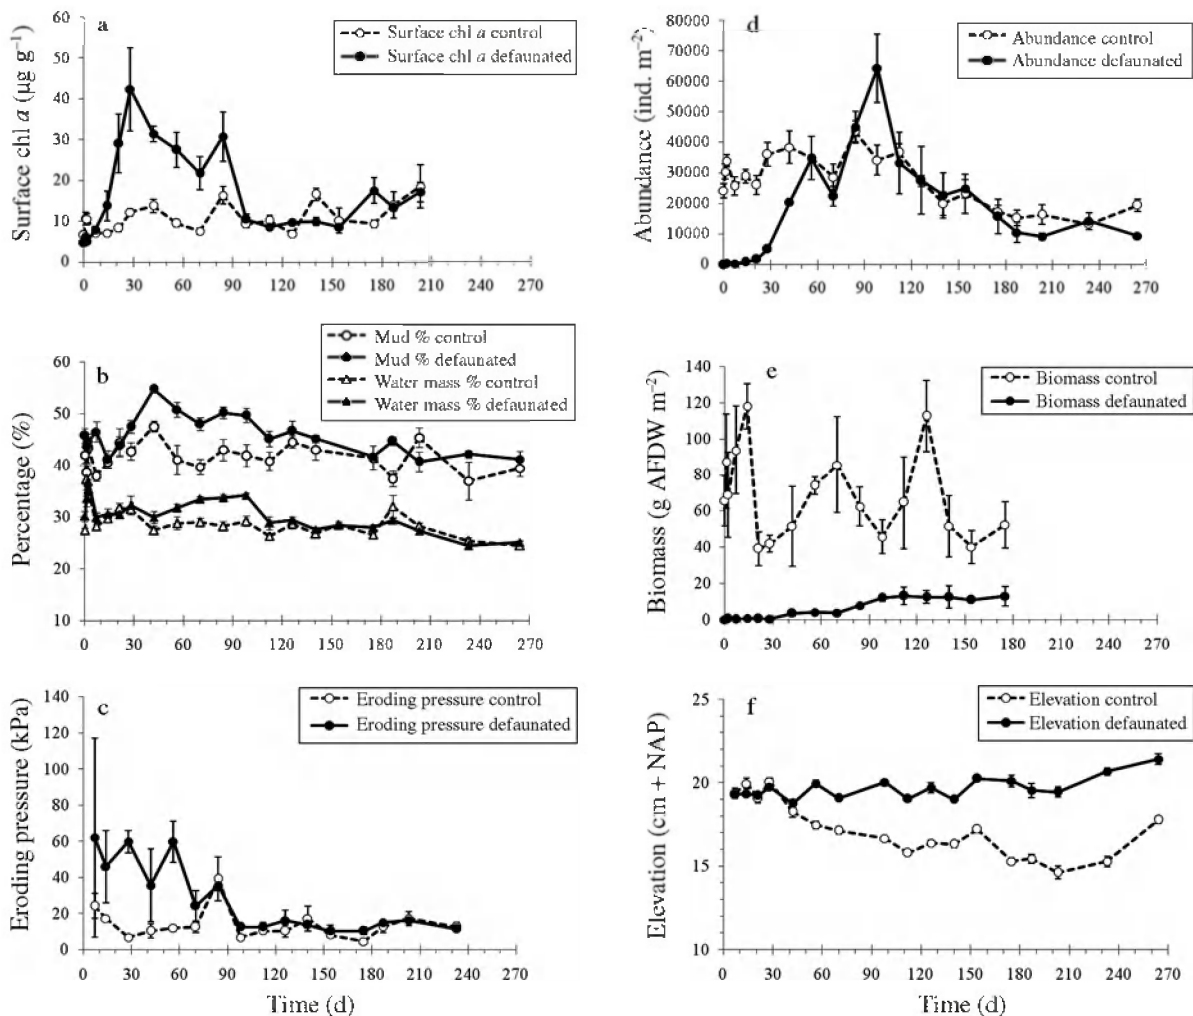 a
Surface chl a control
Surface chl a defaunated
Surface chl a (µg g⁻¹)
60
50
40
30
20
10
0
0 30 60 90 120 150 180 210 240 270
b
Mud % control
Mud % defaunated
Water mass % control
Water mass % defaunated
Percentage (%)
60
50
40
30
20
10
0 30 60 90 120 150 180 210 240 270
c
Eroding pressure control
Eroding pressure defaunated
Eroding pressure (kPa)
140
120
100
80
60
40
20
0
0 30 60 90 120 150 180 210 240 270
Time (d)
d
Abundance control
Abundance defaunated
Abundance (ind. m⁻²)
80000
70000
60000
50000
40000
30000
20000
10000
0
0 30 60 90 120 150 180 210 240 270
e
Biomass control
Biomass defaunated
Biomass (g AFDW m⁻²)
140
120
100
80
60
40
20
0
0 30 60 90 120 150 180 210 240 270
f
Elevation control
Elevation defaunated
Elevation (cm + NAP)
25
20
15
10
0 30 60 90 120 150 180 210 240 270
Time (d)